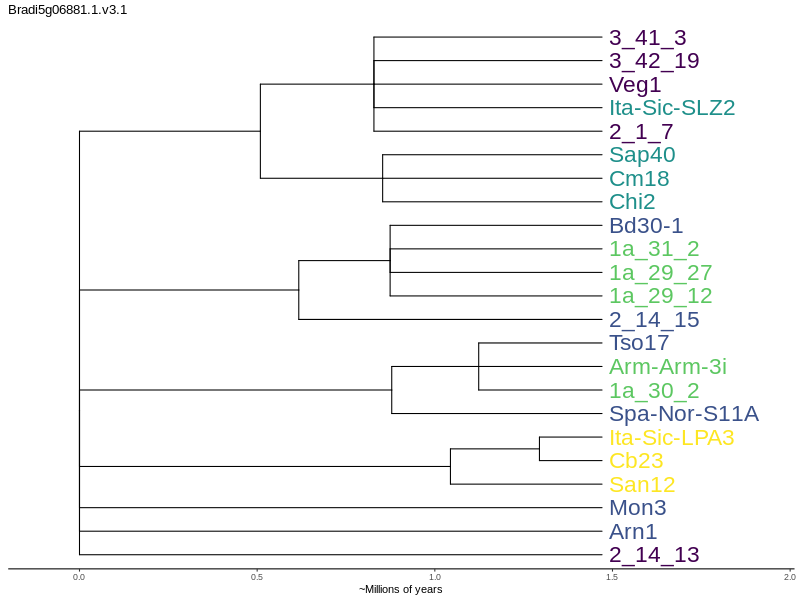 Bradi5g06881.1.v3.1
3_41_3
3_42_19
Veg1
Ita-Sic-SLZ2
2_1_7
Sap40
Cm18
Chi2
Bd30-1
1a_31_2
1a_29_27
1a_29_12
2_14_15
Tso17
Arm-Arm-3i
1a_30_2
Spa-Nor-S11A
Ita-Sic-LPA3
Cb23
San12
Mon3
Arn1
2_14_13
0.0 0.5 1.0 1.5 2.0
~Millions of years